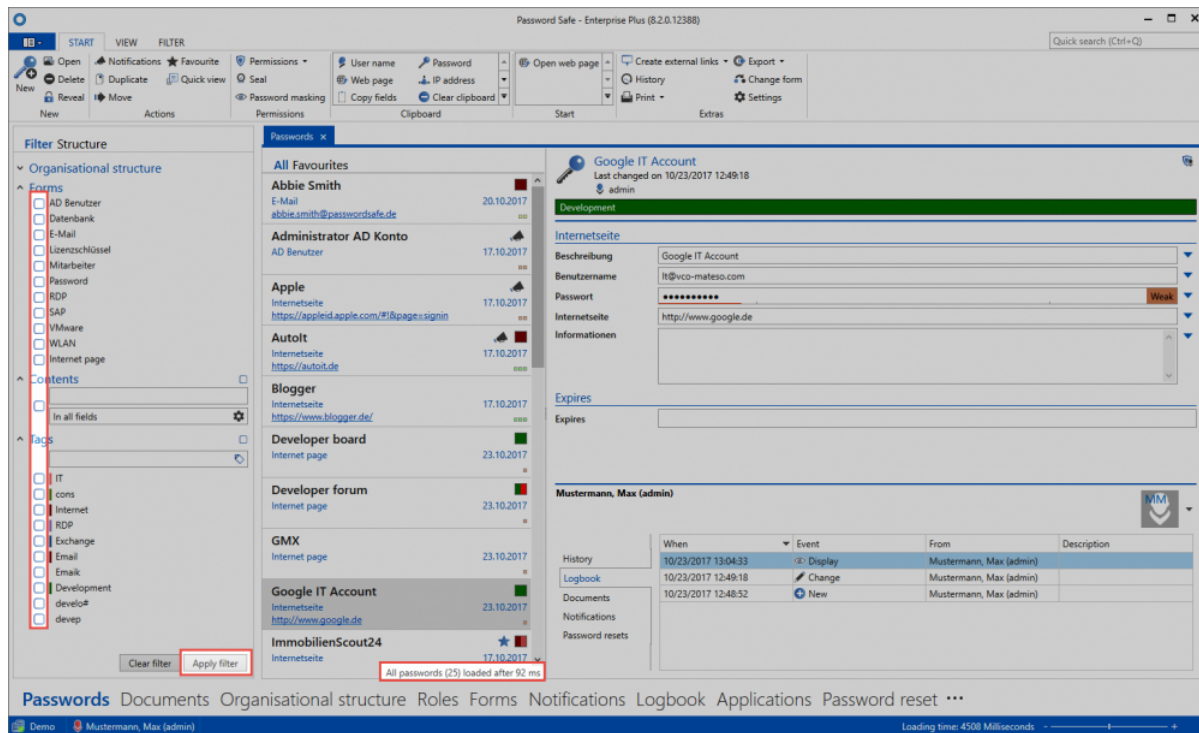 Password Safe - Enterprise Plus (8.2.0.12388)
START VIEW FILTER
Quick search (Ctrl+Q)
New
Open
Delete
Reveal
New
Notifications Favourite
Duplicate Quick view
Move
Actions
Permissions
Seal
Password masking
Permissions
User name Password
Web page IP address
Copy fields Clear clipboard
Clipboard
Open web page
Start
Create external links Export
History Change form
Print Settings
Extras
Filter Structure
Organisational structure
Forms
AD Benutzer
Datenbank
E-Mail
Lizenzschlüssel
Mitarbeiter
Password
RDP
SAP
VMware
WLAN
Internet page
Contents
In all fields
Tags
IT
cons
Internet
RDP
Exchange
Email
Emaik
Development
develo#
devep
Clear filter Apply filter
Passwords ×
All Favourites
Abbie Smith
E-Mail 20.10.2017
abbie.smith@passwordsafe.de
Administrator AD Konto
AD Benutzer 17.10.2017
Apple
Internetseite 17.10.2017
https://appleid.apple.com/#!&page=signin
AutoIt
Internetseite 17.10.2017
https://autoit.de
Blogger
Internetseite 17.10.2017
https://www.blogger.de/
Developer board
Internet page 23.10.2017
Developer forum
Internet page 23.10.2017
GMX
Internet page 23.10.2017
Google IT Account
Internetseite 23.10.2017
http://www.google.de
ImmobilienScout24
Internetseite 17.10.2017
All passwords (25) loaded after 92 ms
Google IT Account
Last changed on 10/23/2017 12:49:18
admin
Development
Internetseite
Beschreibung Google IT Account
Benutzername lt@vco-mateso.com
Passwort •••••••••• Weak
Internetseite http://www.google.de
Informationen
Expires
Expires
Mustermann, Max (admin)
MM
History
Logbook
Documents
Notifications
Password resets
When Event From Description
10/23/2017 13:04:33 Display Mustermann, Max (admin)
10/23/2017 12:49:18 Change Mustermann, Max (admin)
10/23/2017 12:48:52 New Mustermann, Max (admin)
Passwords Documents Organisational structure Roles Forms Notifications Logbook Applications Password reset •••
Demo Mustermann, Max (admin)
Loading time: 4508 Milliseconds - +